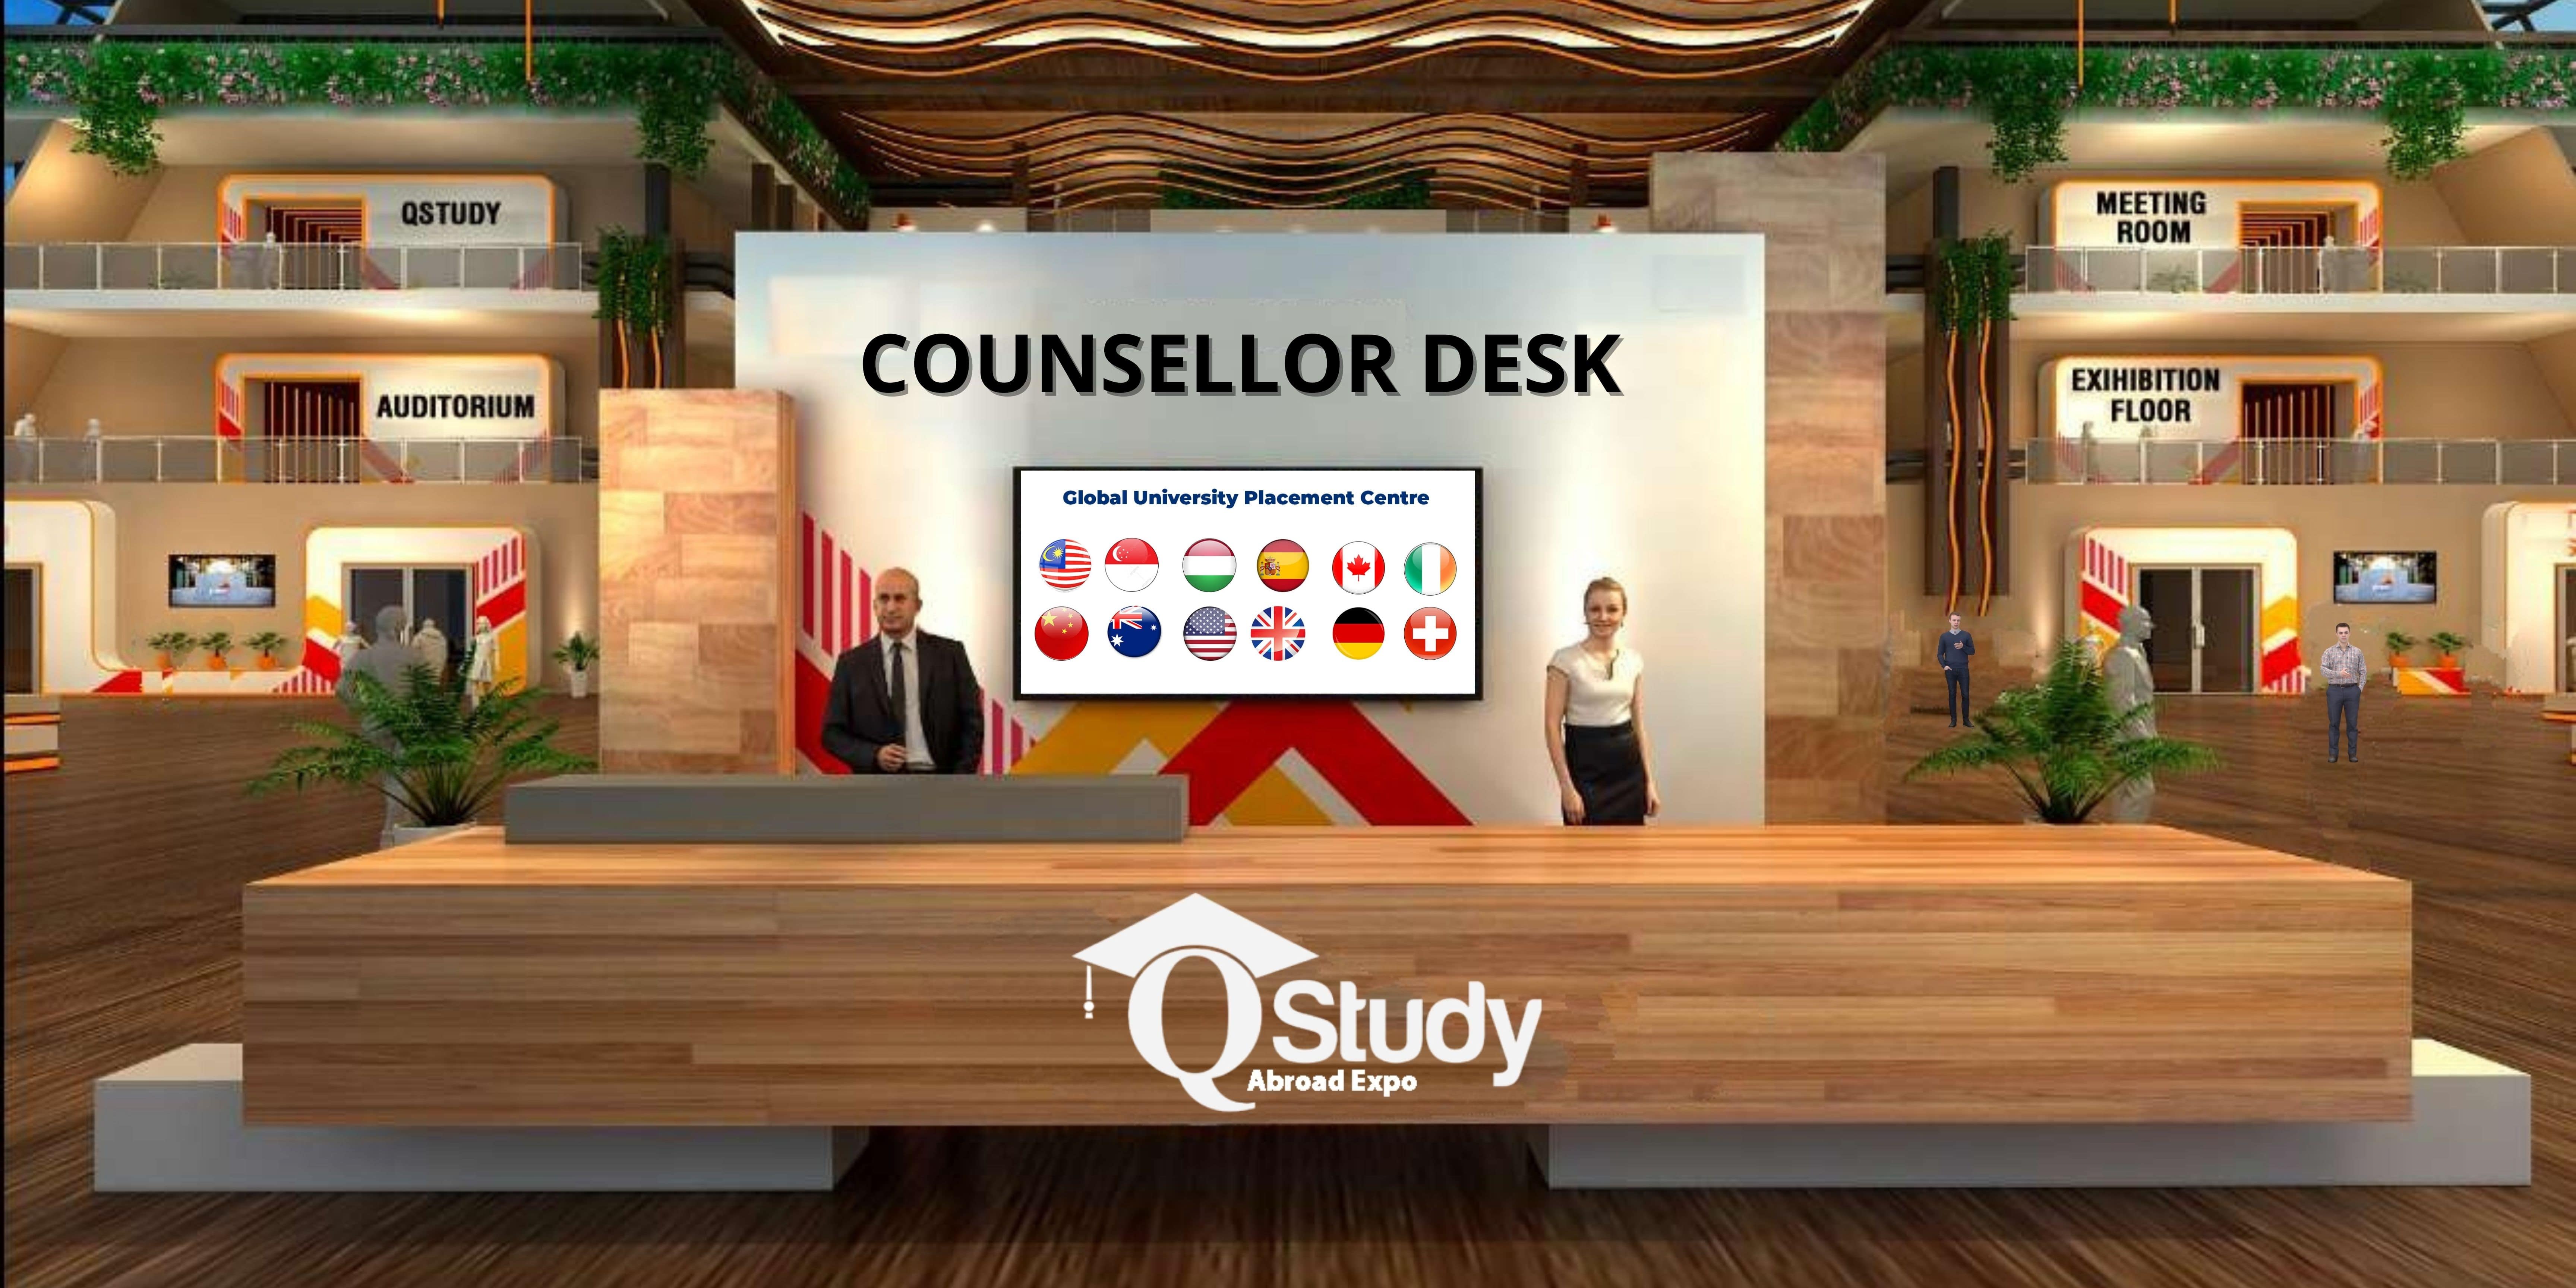 QSTUDY
MEETING
ROOM
COUNSELLOR DESK
AUDITORIUM
EXIHIBITION
FLOOR
Global University Placement Centre
QStudy
Abroad Expo